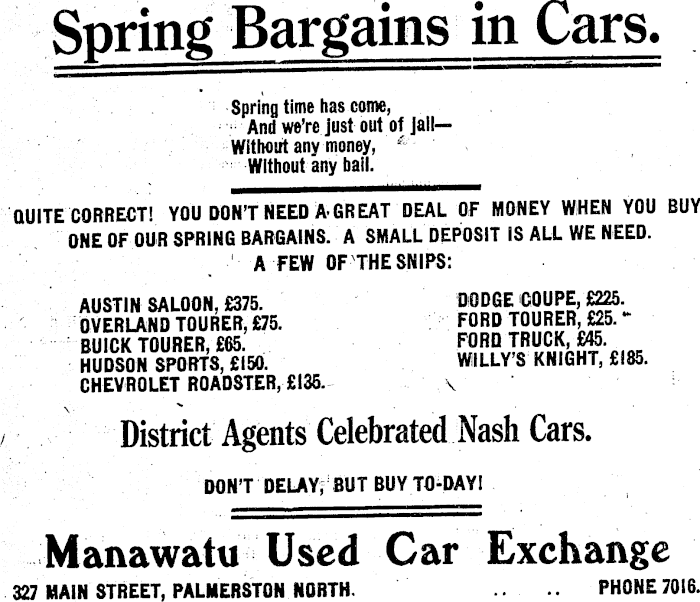 Spring Bargains in Cars.
Spring time has come,
And we're just out of jail—
Without any money,
Without any bail.
QUITE CORRECT! YOU DON'T NEED A GREAT DEAL OF MONEY WHEN YOU BUY
ONE OF OUR SPRING BARGAINS. A SMALL DEPOSIT IS ALL WE NEED.
A FEW OF THE SNIPS:
AUSTIN SALOON, £375.
OVERLAND TOURER, £75.
BUICK TOURER, £65.
HUDSON SPORTS, £150.
CHEVROLET ROADSTER, £135.
DODGE COUPE, £225.
FORD TOURER, £25.
FORD TRUCK, £45.
WILLY'S KNIGHT, £185.
District Agents Celebrated Nash Cars.
DON'T DELAY, BUT BUY TO-DAY!
Manawatu Used Car Exchange
327 MAIN STREET, PALMERSTON NORTH. .. .. PHONE 7016.